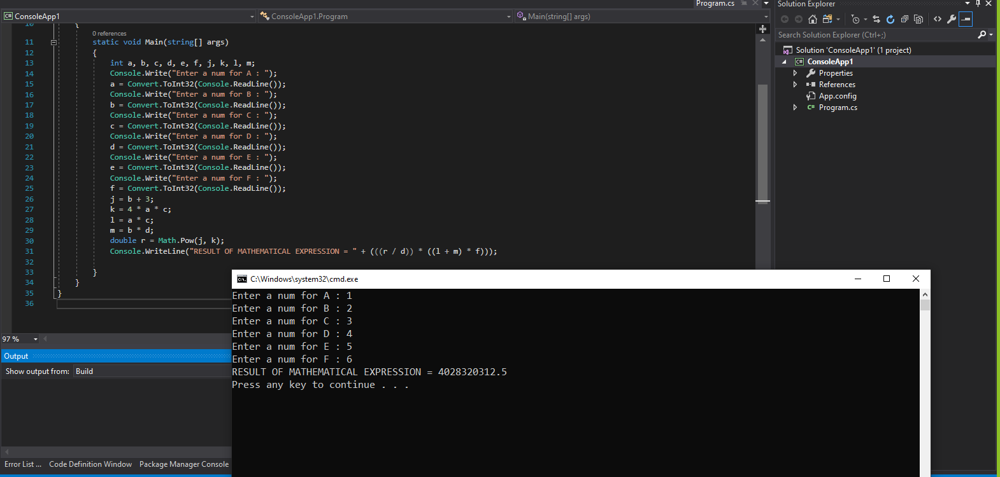 Program.cs
Solution Explorer
ConsoleApp1
ConsoleApp1.Program
Main(string[] args)
Search Solution Explorer (Ctrl+;)
Solution 'ConsoleApp1' (1 project)
ConsoleApp1
Properties
References
App.config
Program.cs
10 {
0 references
11 static void Main(string[] args)
12 {
13 int a, b, c, d, e, f, j, k, l, m;
14 Console.Write("Enter a num for A : ");
15 a = Convert.ToInt32(Console.ReadLine());
16 Console.Write("Enter a num for B : ");
17 b = Convert.ToInt32(Console.ReadLine());
18 Console.Write("Enter a num for C : ");
19 c = Convert.ToInt32(Console.ReadLine());
20 Console.Write("Enter a num for D : ");
21 d = Convert.ToInt32(Console.ReadLine());
22 Console.Write("Enter a num for E : ");
23 e = Convert.ToInt32(Console.ReadLine());
24 Console.Write("Enter a num for F : ");
25 f = Convert.ToInt32(Console.ReadLine());
26 j = b + 3;
27 k = 4 * a * c;
28 l = a * c;
29 m = b * d;
30 double r = Math.Pow(j, k);
31 Console.WriteLine("RESULT OF MATHEMATICAL EXPRESSION = " + (((r / d)) * ((l + m) * f)));
32
33 }
34 }
35 }
36
97 %
Output
Show output from: Build
Error List ... Code Definition Window Package Manager Console
C:\Windows\system32\cmd.exe
Enter a num for A : 1
Enter a num for B : 2
Enter a num for C : 3
Enter a num for D : 4
Enter a num for E : 5
Enter a num for F : 6
RESULT OF MATHEMATICAL EXPRESSION = 4028320312.5
Press any key to continue . . .